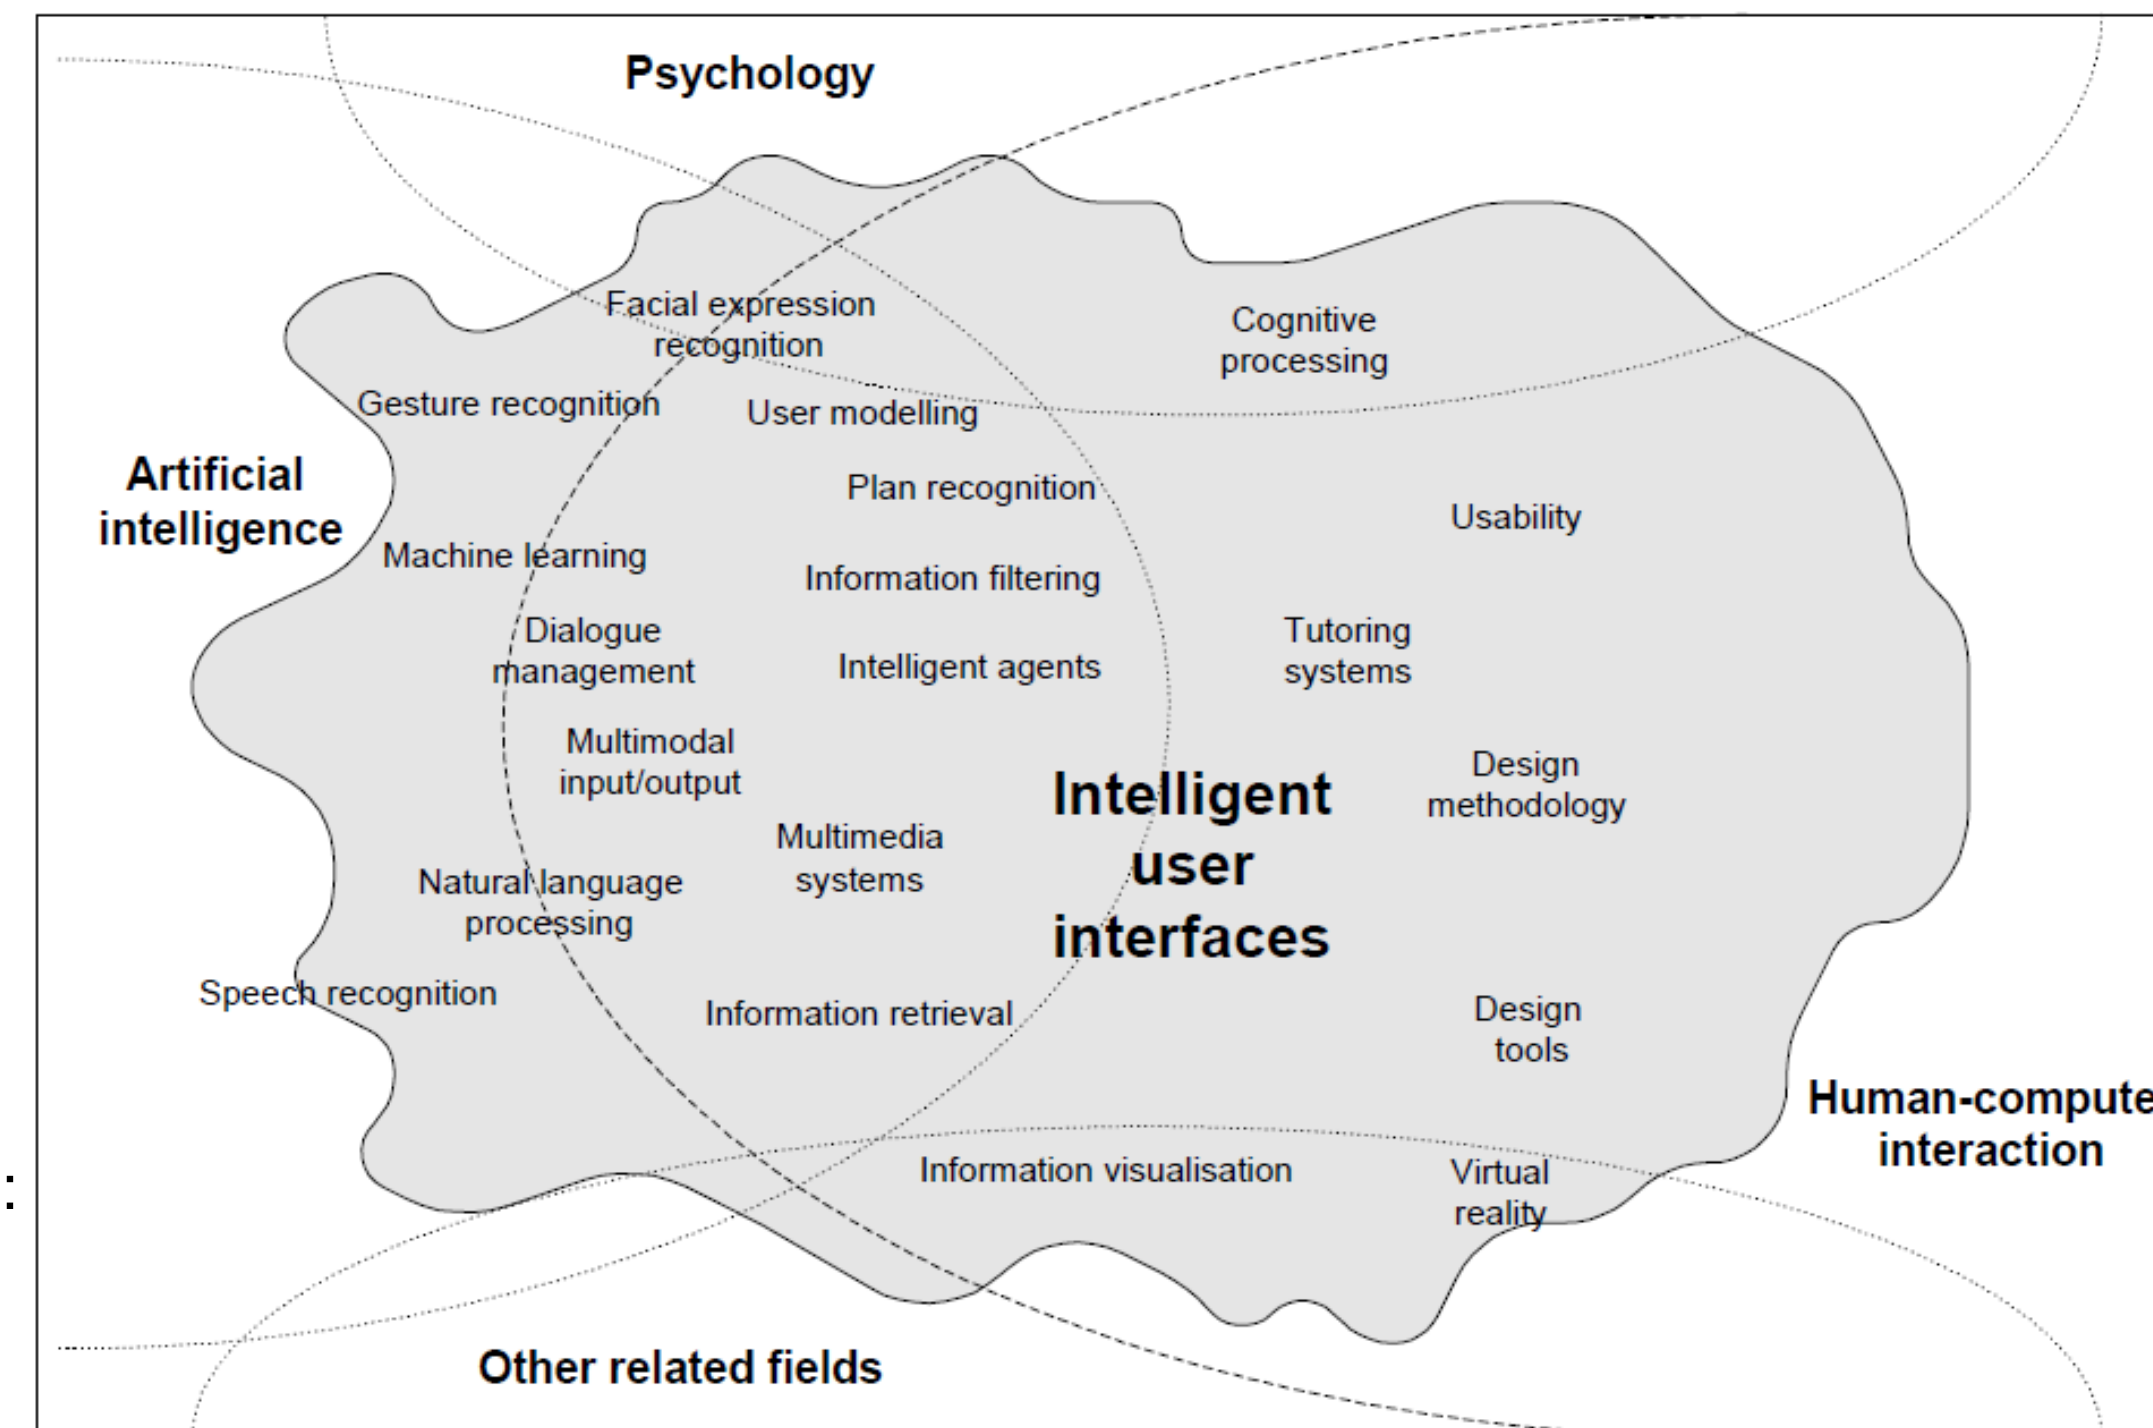 Psychology
Facial expression
recognition
Cognitive
processing
Gesture recognition
User modelling
Artificial
intelligence
Plan recognition
Usability
Machine learning
Information filtering
Dialogue
management
Intelligent agents
Tutoring
systems
Multimodal
input/output
Intelligent
user
interfaces
Design
methodology
Multimedia
systems
Natural language
processing
Speech recognition
Information retrieval
Design
tools
Human-compute
interaction
:
Information visualisation
Virtual
reality
Other related fields